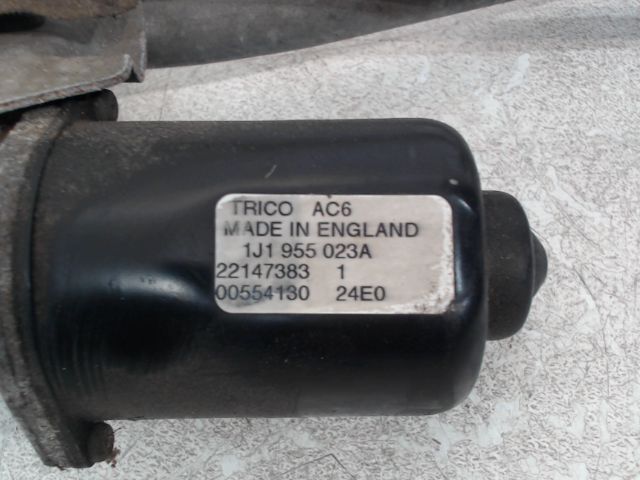 TRICO AC6
MADE IN ENGLAND
1J1 955 023A
22147383 1
00554130 24E0